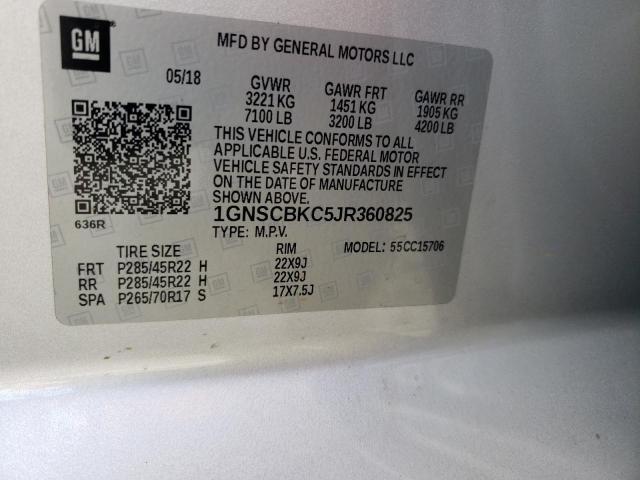 GM
MFD BY GENERAL MOTORS LLC
05/18
GVWR GAWR FRT GAWR RR
3221 KG 1451 KG 1905 KG
7100 LB 3200 LB 4200 LB
THIS VEHICLE CONFORMS TO ALL
APPLICABLE U.S. FEDERAL MOTOR
VEHICLE SAFETY STANDARDS IN EFFECT
ON THE DATE OF MANUFACTURE
SHOWN ABOVE.
1GNSCBKC5JR360825
636R
TYPE: M.P.V.
MODEL: 55CC15706
TIRE SIZE RIM
FRT P285/45R22 H 22X9J
RR P285/45R22 H 22X9J
SPA P265/70R17 S 17X7.5J